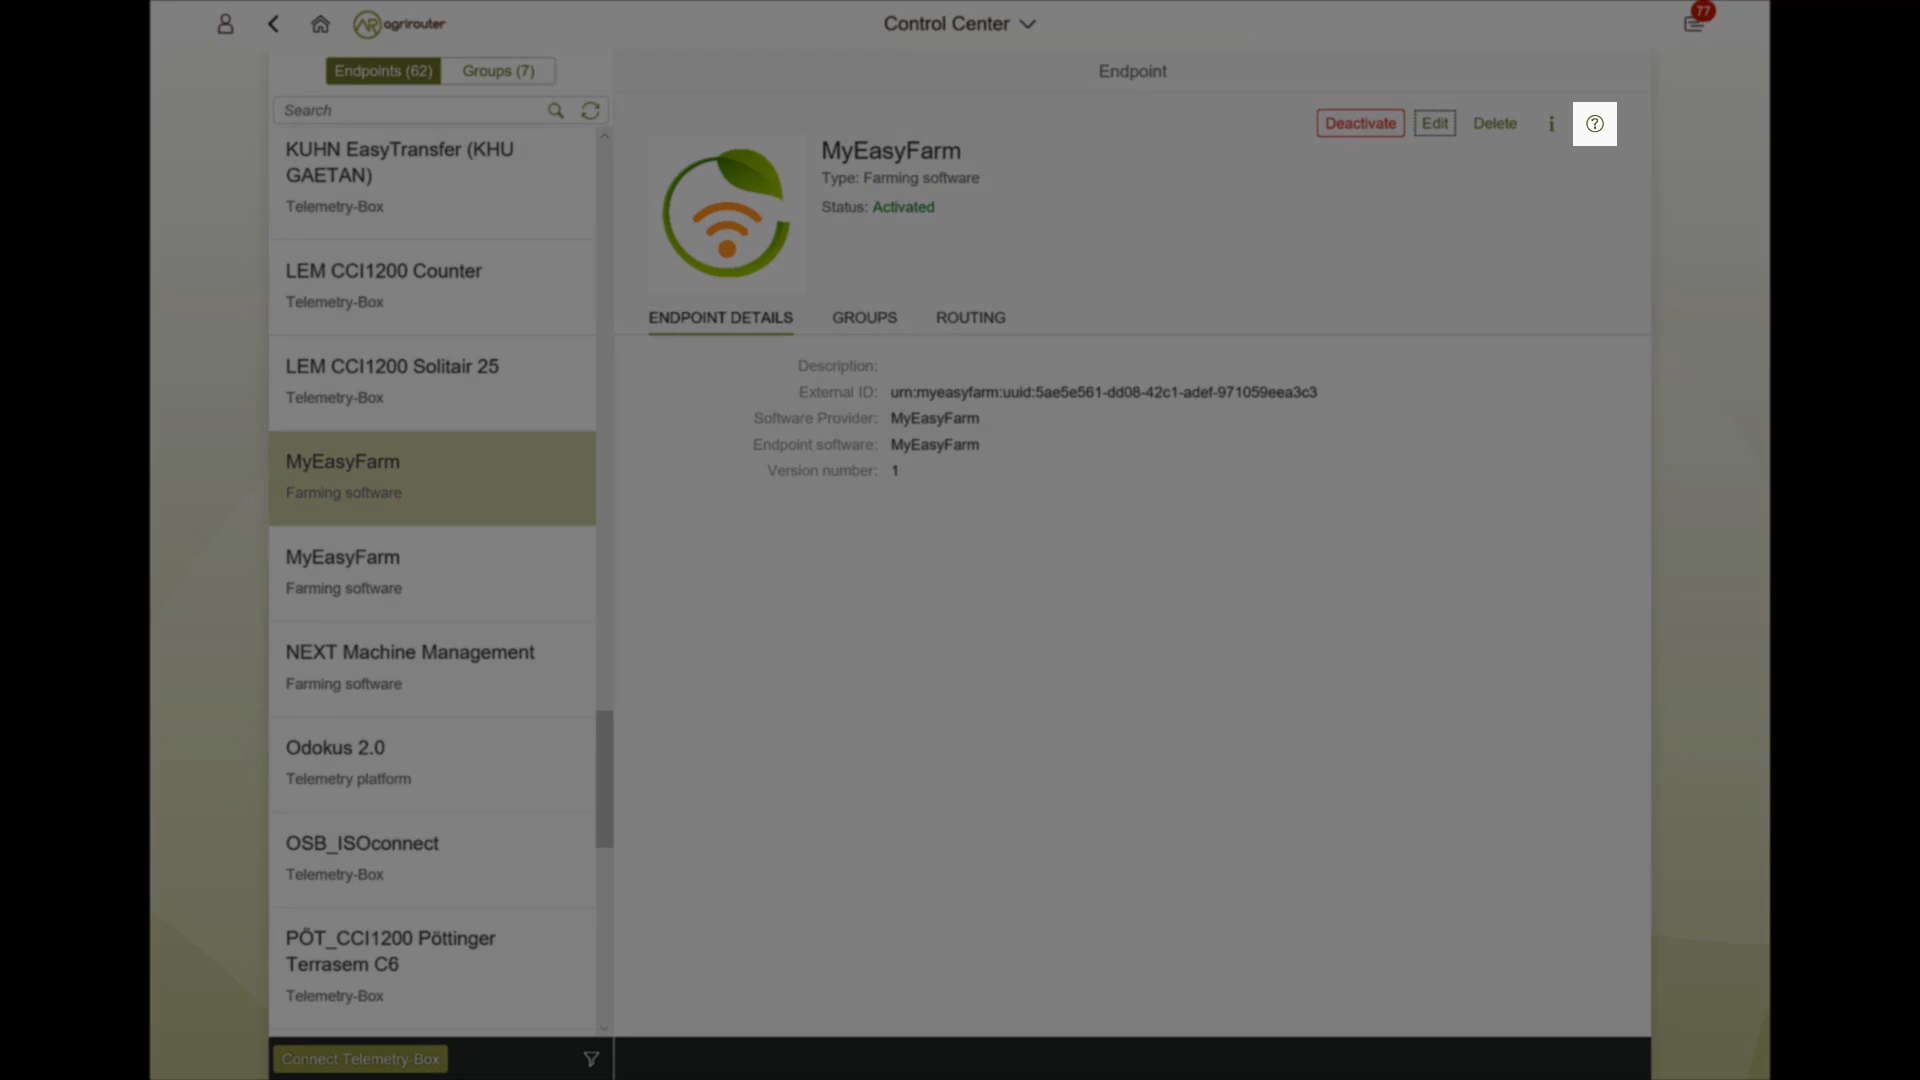 agrirouter
Control Center
77
Endpoints (62)
Groups (7)
Search
KUHN EasyTransfer (KHU
GAETAN)
Telemetry-Box
LEM CCI1200 Counter
Telemetry-Box
LEM CCI1200 Solitair 25
Telemetry-Box
MyEasyFarm
Farming software
MyEasyFarm
Farming software
NEXT Machine Management
Farming software
Odokus 2.0
Telemetry platform
OSB_ISOconnect
Telemetry-Box
PÖT_CCI1200 Pöttinger
Terrasem C6
Telemetry-Box
Connect Telemetry-Box
Endpoint
Deactivate Edit Delete
MyEasyFarm
Type: Farming software
Status: Activated
ENDPOINT DETAILS GROUPS ROUTING
Description:
External ID: urn:myeasyfarm:uuid:5ae5e561-dd08-42c1-adef-971059eea3c3
Software Provider: MyEasyFarm
Endpoint software: MyEasyFarm
Version number: 1